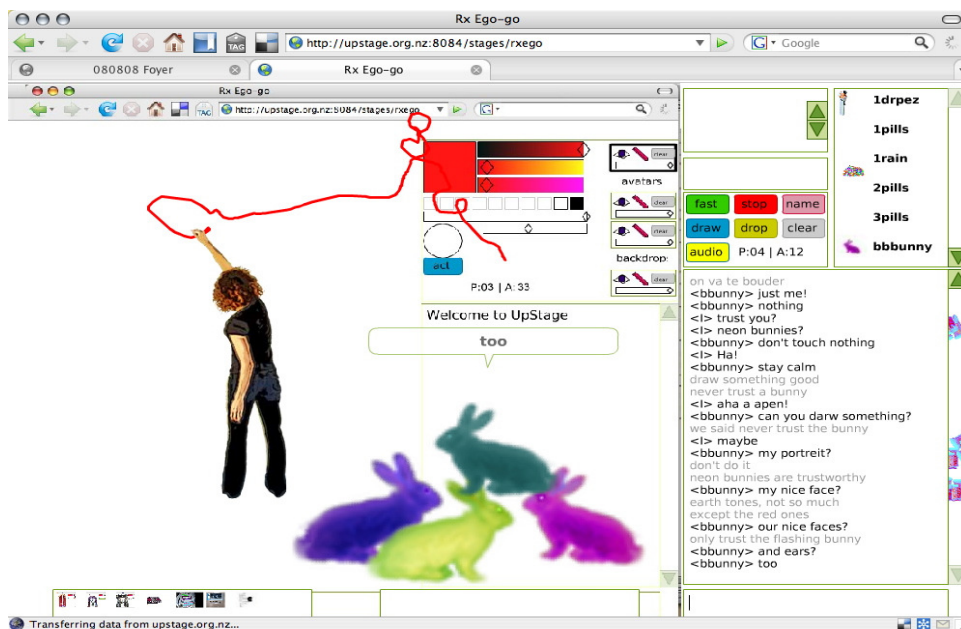 Rx Ego-go
TAG
http://upstage.org.nz:8084/stages/rxego
G
Google
080808 Foyer
Rx Ego-go
Rx Ego-go
TAG
http://upstage.org.nz:8084/stages/rxego
G
clear
avatars
clear
clear
backdrop:
clear
act
P:03 | A: 33
Welcome to UpStage
too
fast
stop
name
draw
drop
clear
audio
P:04 | A:12
1drpez
1pills
1rain
2pills
3pills
bbbunny
on va te bouder
<bbunny> just me!
<bbunny> nothing
<I> trust you?
<I> neon bunnies?
<bbunny> don't touch nothing
<I> Ha!
<bbunny> stay calm
draw something good
never trust a bunny
<I> aha a apen!
<bbunny> can you darw something?
we said never trust the bunny
<I> maybe
<bbunny> my portreit?
don't do it
neon bunnies are trustworthy
<bbunny> my nice face?
earth tones, not so much
except the red ones
<bbunny> our nice faces?
only trust the flashing bunny
<bbunny> and ears?
<bbunny> too
Transferring data from upstage.org.nz...